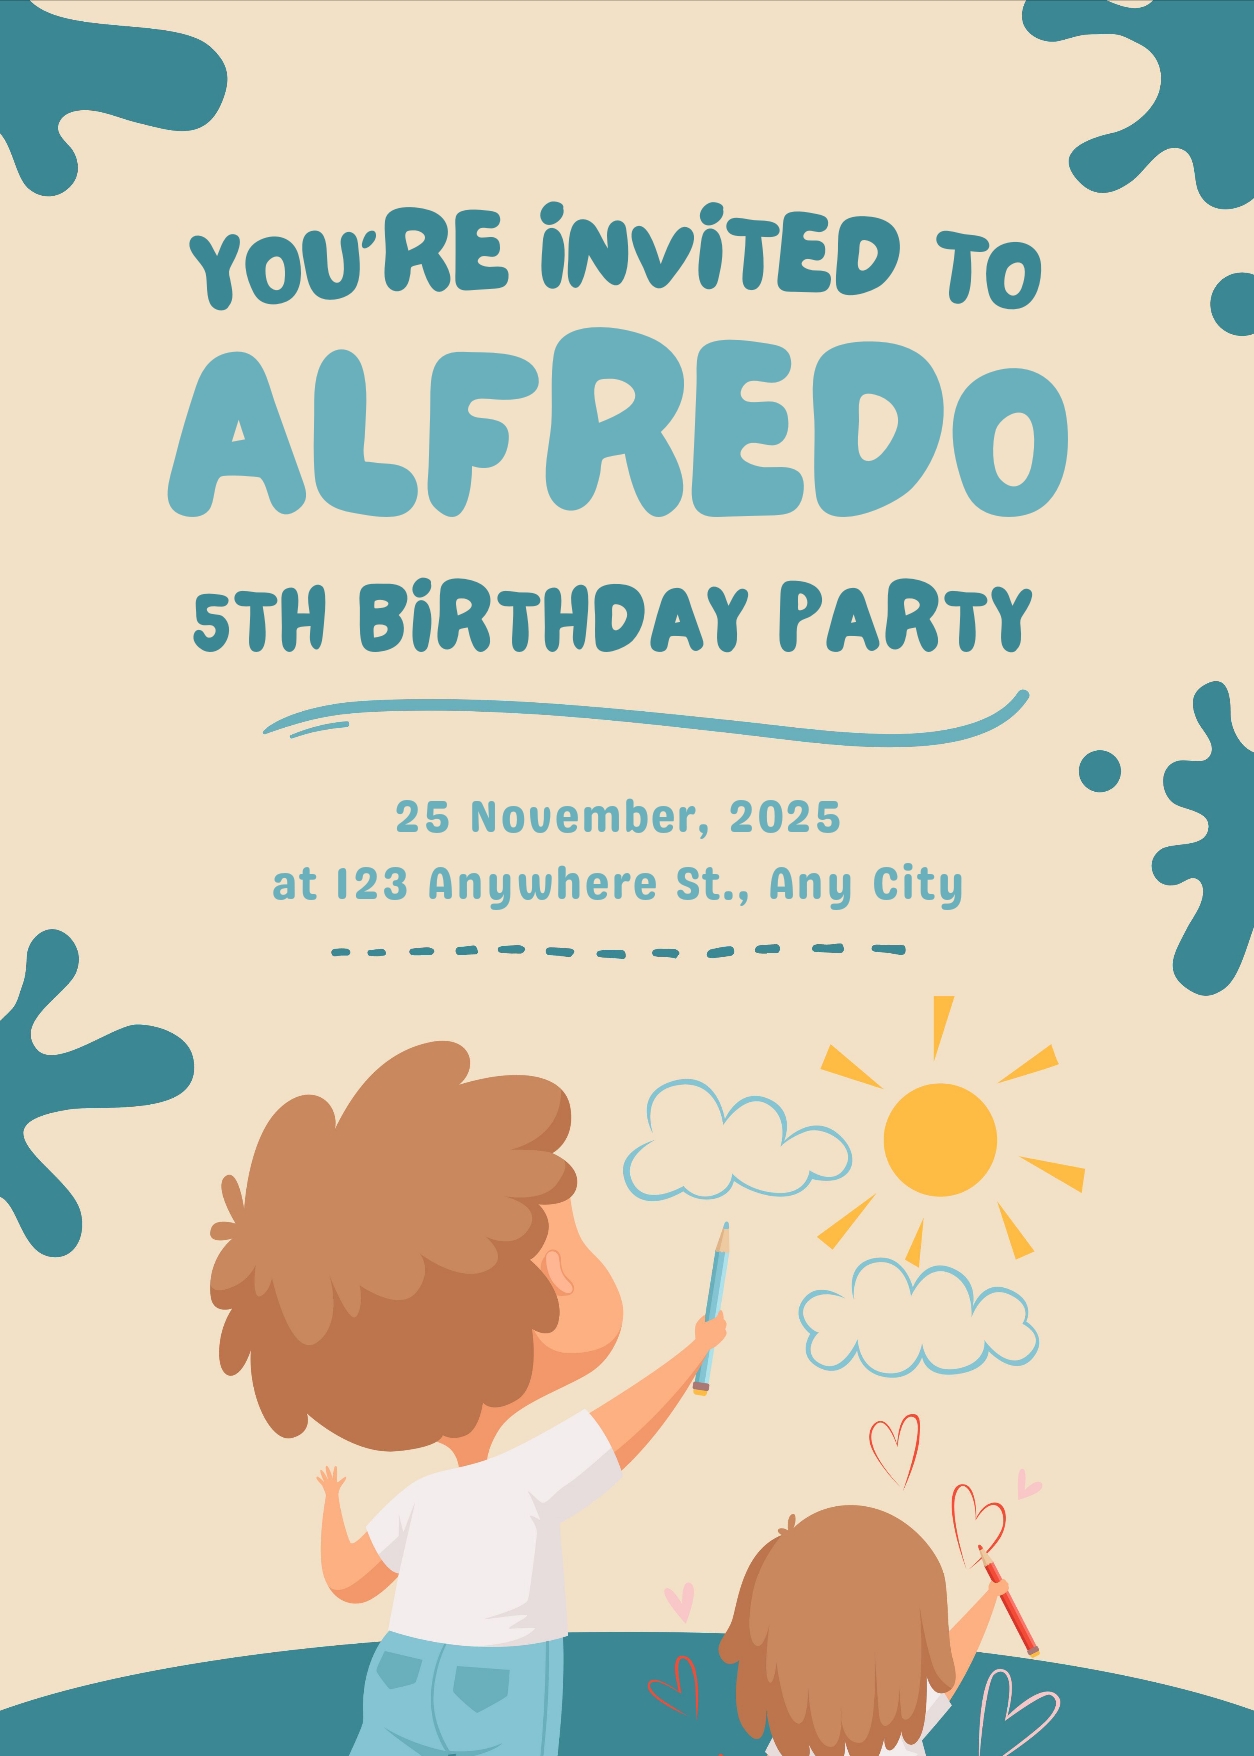 YOU'RE INVITED TO
ALFREDO
5TH BIRTHDAY PARTY
25 November, 2025
at 123 Anywhere St., Any City